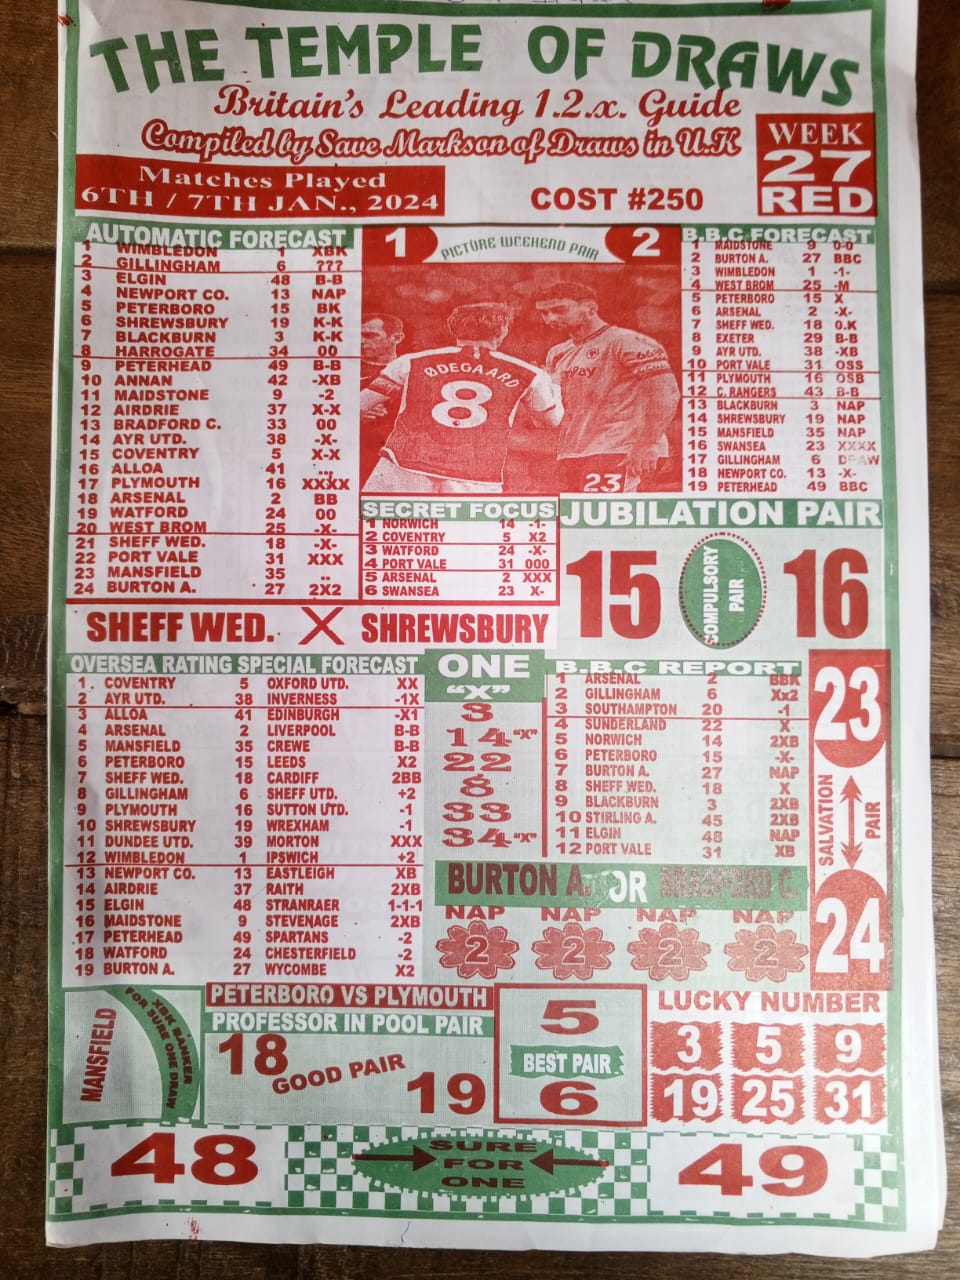 THE TEMPLE OF DRAWS
Britain's Leading 1.2.x. Guide
Compiled by Save Markson of Draws in U.K
WEEK
27
RED
Matches Played
6TH / 7TH JAN., 2024
COST #250
AUTOMATIC FORECAST
1 WIMBLEDON 1 XBK
2 GILLINGHAM 6 ???
3 ELGIN 48 B-B
4 NEWPORT CO. 13 NAP
5 PETERBORO 15 BK
6 SHREWSBURY 19 K-K
7 BLACKBURN 3 K-K
8 HARROGATE 34 00
9 PETERHEAD 49 B-B
10 ANNAN 42 -XB
11 MAIDSTONE 9 -2
12 AIRDRIE 37 X-X
13 BRADFORD C. 33 00
14 AYR UTD. 38 -X-
15 COVENTRY 5 X-X
16 ALLOA 41 ...
17 PLYMOUTH 16 XXXX
18 ARSENAL 2 BB
19 WATFORD 24 00
20 WEST BROM 25 -X-
21 SHEFF WED. 18 -X-
22 PORT VALE 31 XXX
23 MANSFIELD 35 ..
24 BURTON A. 27 2X2
1 PICTURE WEEKEND PAIR 2
ØDEGAARD
8
23
B.B.C FORECAST
1 MAIDSTONE 9 0-0
2 BURTON A. 27 BBC
3 WIMBLEDON 1 -1-
4 WEST BROM 25 -M
5 PETERBORO 15 X
6 ARSENAL 2 -X-
7 SHEFF WED. 18 0.K
8 EXETER 29 B-B
9 AYR UTD. 38 -XB
10 PORT VALE 31 OSS
11 PLYMOUTH 16 OSB
12 C. RANGERS 43 B-B
13 BLACKBURN 3 NAP
14 SHREWSBURY 19 NAP
15 MANSFIELD 35 NAP
16 SWANSEA 23 XXXX
17 GILLINGHAM 6 DRAW
18 NEWPORT CO. 13 -X-
19 PETERHEAD 49 BBC
SECRET FOCUS
1 NORWICH 14 -1-
2 COVENTRY 5 X2
3 WATFORD 24 -X-
4 PORT VALE 31 000
5 ARSENAL 2 XXX
6 SWANSEA 23 X-
JUBILATION PAIR
15 COMPULSORY PAIR 16
SHEFF WED. X SHREWSBURY
OVERSEA RATING SPECIAL FORECAST
1. COVENTRY 5 OXFORD UTD. XX
2 AYR UTD. 38 INVERNESS -1X
3 ALLOA 41 EDINBURGH -X1
4 ARSENAL 2 LIVERPOOL B-B
5 MANSFIELD 35 CREWE B-B
6 PETERBORO 15 LEEDS X2
7 SHEFF WED. 18 CARDIFF 2BB
8 GILLINGHAM 6 SHEFF UTD. +2
9 PLYMOUTH 16 SUTTON UTD. -1
10 SHREWSBURY 19 WREXHAM -1
11 DUNDEE UTD. 39 MORTON XXX
12 WIMBLEDON 1 IPSWICH +2
13 NEWPORT CO. 13 EASTLEIGH XB
14 AIRDRIE 37 RAITH 2XB
15 ELGIN 48 STRANRAER 1-1-1
16 MAIDSTONE 9 STEVENAGE 2XB
17 PETERHEAD 49 SPARTANS -2
18 WATFORD 24 CHESTERFIELD -2
19 BURTON A. 27 WYCOMBE X2
ONE
"X"
3
14"X"
22
8
33
34"X"
B.B.C REPORT
1 ARSENAL 2 BBK
2 GILLINGHAM 6 Xx2
3 SOUTHAMPTON 20 -1
4 SUNDERLAND 22 X
5 NORWICH 14 2XB
6 PETERBORO 15 -X-
7 BURTON A. 27 NAP
8 SHEFF WED. 18 X
9 BLACKBURN 3 2XB
10 STIRLING A. 45 2XB
11 ELGIN 48 NAP
12 PORT VALE 31 XB
23
SALVATION PAIR
24
BURTON A. OR BRADFORD C.
NAP NAP NAP NAP
2 2 2 2
MANSFIELD
XBK BANKER
FOR SURE ONE DRAW
PETERBORO VS PLYMOUTH
PROFESSOR IN POOL PAIR
18 GOOD PAIR 19
5
BEST PAIR
6
LUCKY NUMBER
3 5 9
19 25 31
48 SURE FOR ONE 49